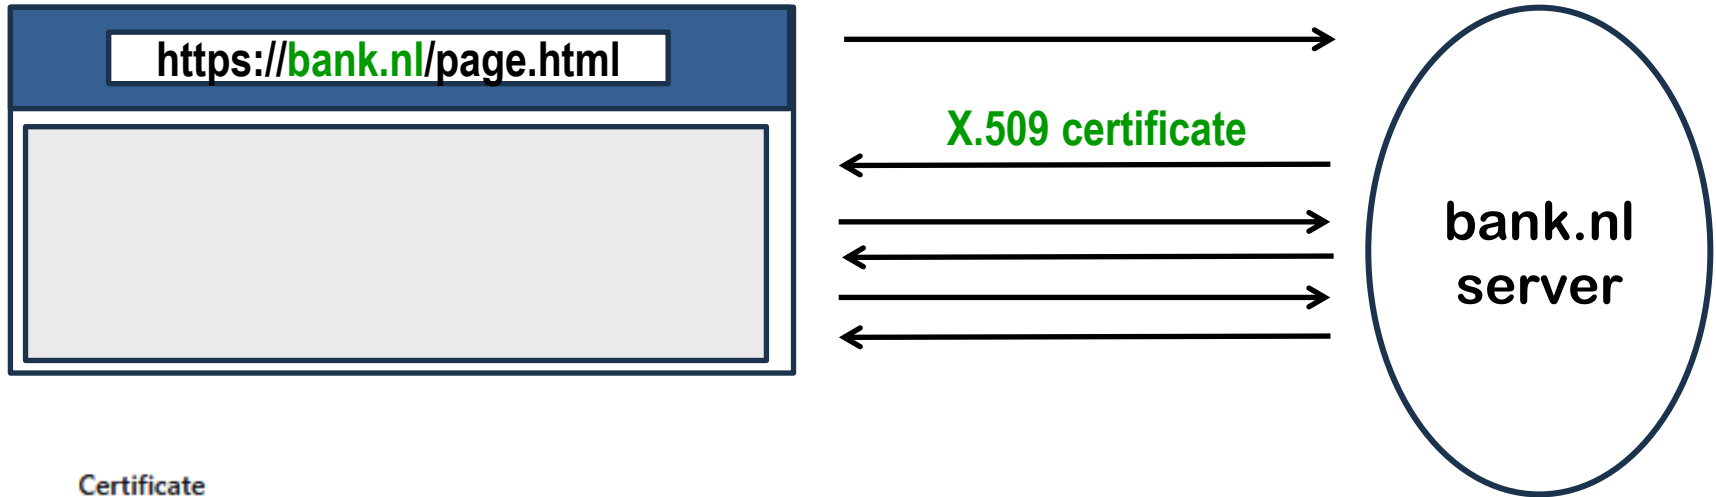 https://bank.nl/page.html
X.509 certificate
bank.nl
server
Certificate